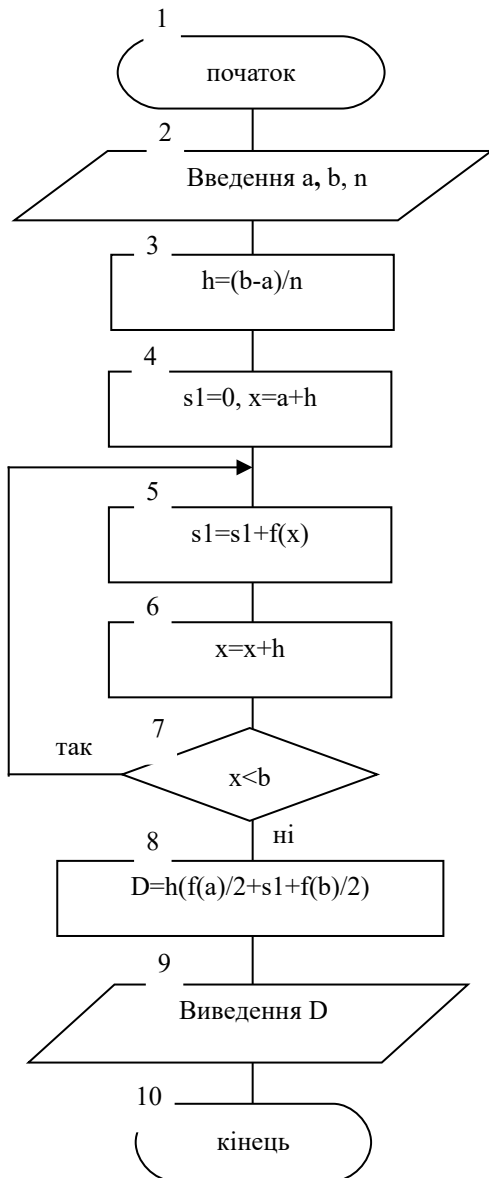 1
початок
2
Введення a, b, n
3
h=(b-a)/n
4
s1=0, x=a+h
5
s1=s1+f(x)
6
x=x+h
7
так
x<b
ні
8
D=h(f(a)/2+s1+f(b)/2)
9
Виведення D
10
кінець